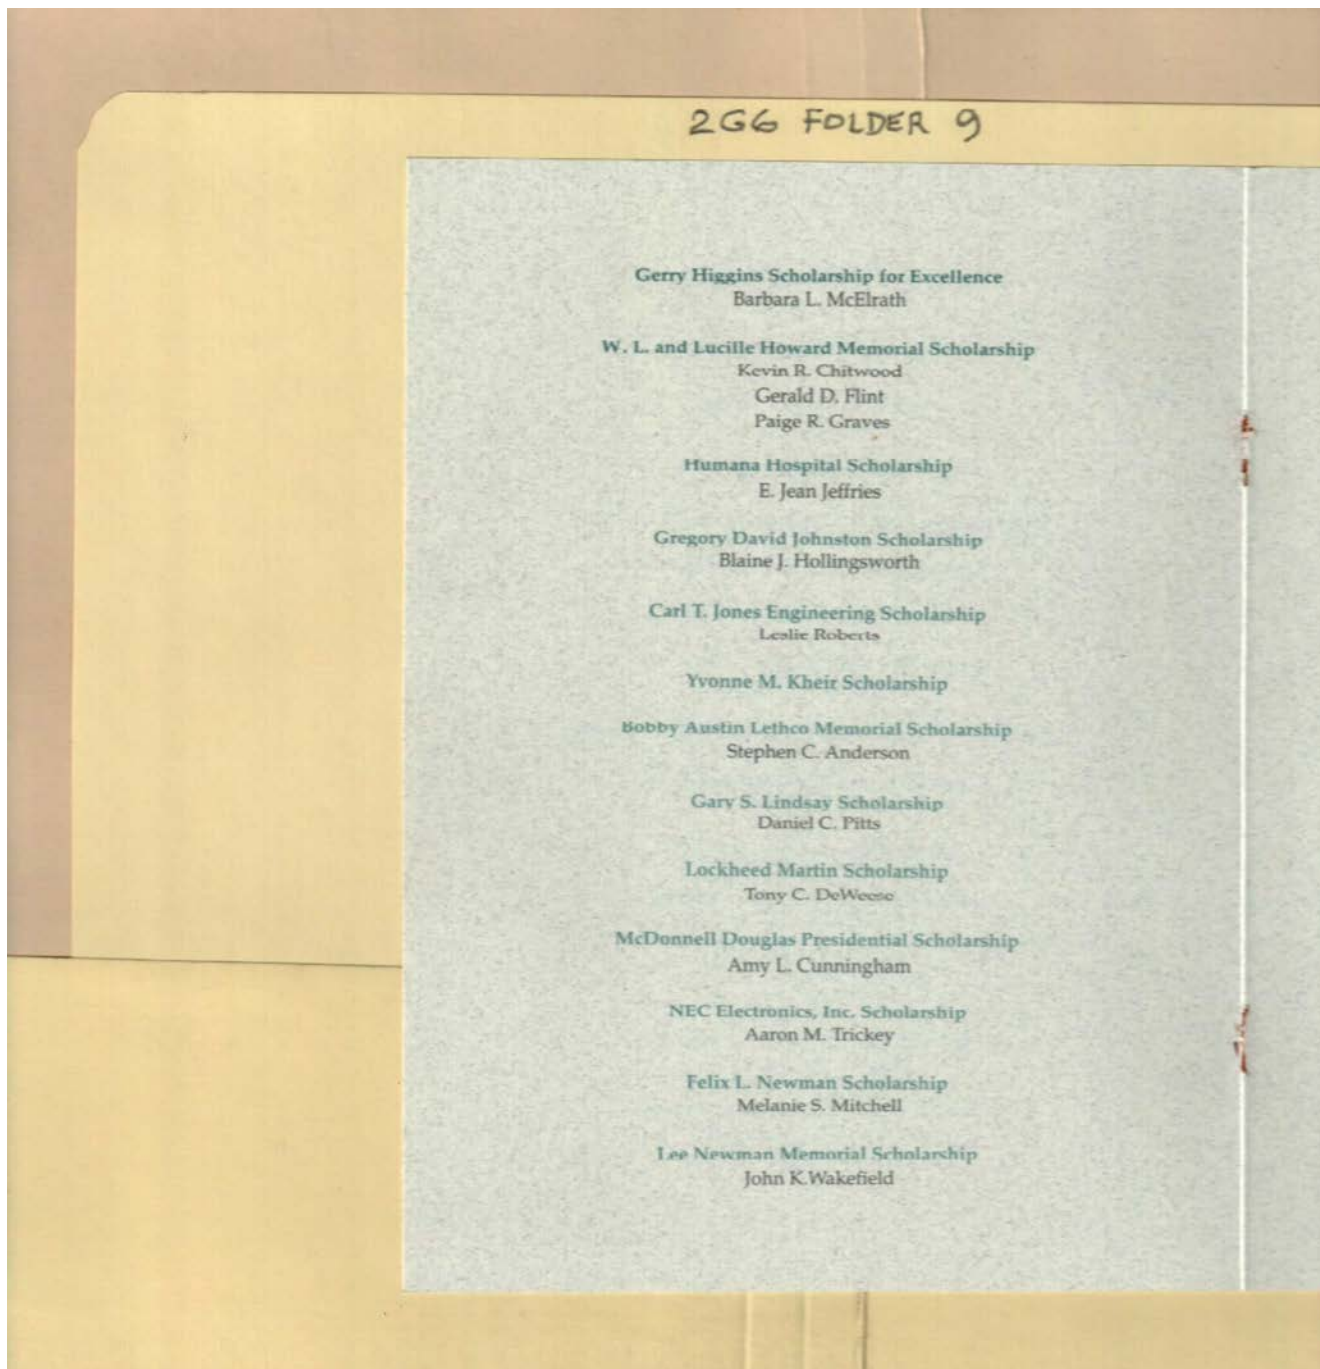 2G6 FOLDER 9
Gerry Higgins Scholarship for Excellence
Barbara L. McElrath
W. L. and Lucille Howard Memorial Scholarship
Kevin R. Chitwood
Gerald D. Flint
Paige R. Graves
Humana Hospital Scholarship
E. Jean Jeffries
Gregory David Johnston Scholarship
Blaine J. Hollingsworth
Carl T. Jones Engineering Scholarship
Leslie Roberts
Yvonne M. Kheir Scholarship
Bobby Austin Lethco Memorial Scholarship
Stephen C. Anderson
Gary S. Lindsay Scholarship
Daniel C. Pitts
Lockheed Martin Scholarship
Tony C. DeWeese
McDonnell Douglas Presidential Scholarship
Amy L. Cunningham
NEC Electronics, Inc. Scholarship
Aaron M. Trickey
Felix L. Newman Scholarship
Melanie S. Mitchell
Lee Newman Memorial Scholarship
John K.Wakefield